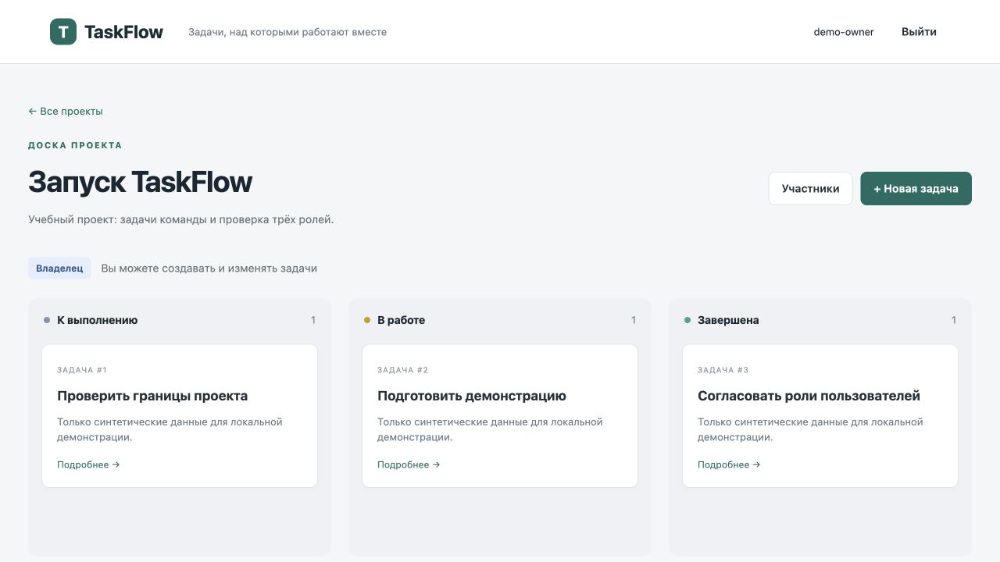 T TaskFlow
Задачи, над которыми работают вместе
demo-owner
Выйти
← Все проекты
ДОСКА ПРОЕКТА
Запуск TaskFlow
Участники
+ Новая задача
Учебный проект: задачи команды и проверка трёх ролей.
Владелец
Вы можете создавать и изменять задачи
К выполнению
1
ЗАДАЧА #1
Проверить границы проекта
Только синтетические данные для локальной
демонстрации.
Подробнее →
В работе
1
ЗАДАЧА #2
Подготовить демонстрацию
Только синтетические данные для локальной
демонстрации.
Подробнее →
Завершена
1
ЗАДАЧА #3
Согласовать роли пользователей
Только синтетические данные для локальной
демонстрации.
Подробнее →